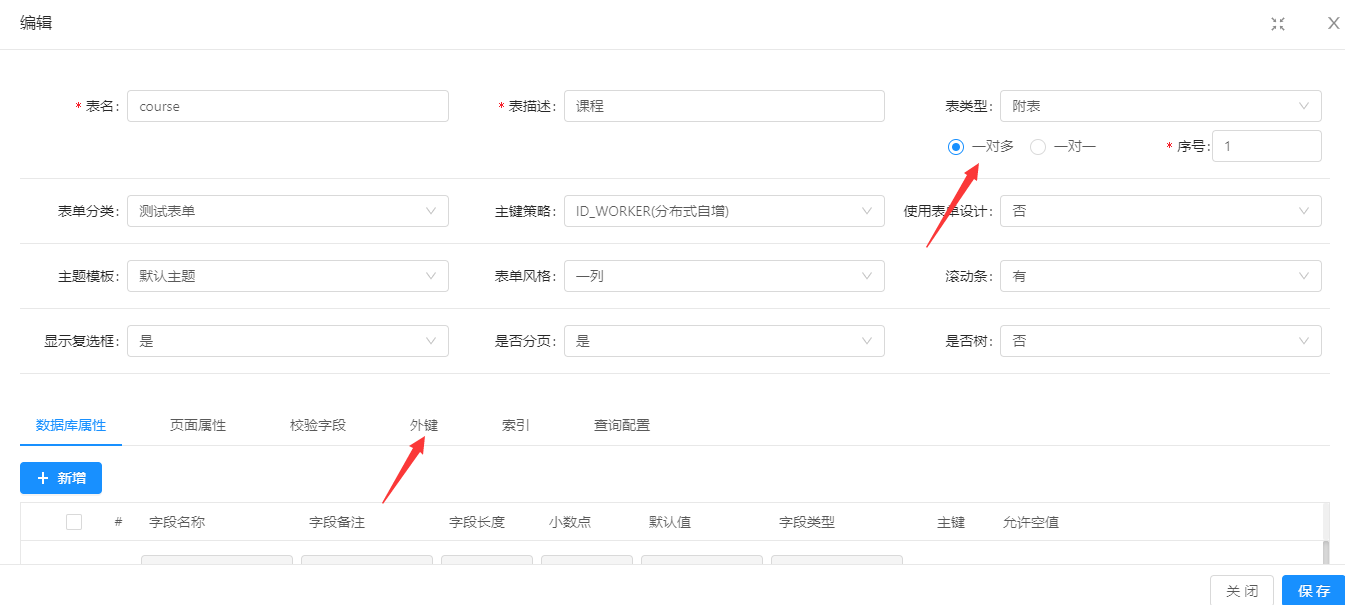 编辑
* 表名: course
* 表描述: 课程
表类型: 附表
一对多 一对一 * 序号: 1
表单分类: 测试表单
主键策略: ID_WORKER(分布式自增)
使用表单设计: 否
主题模板: 默认主题
表单风格: 一列
滚动条: 有
显示复选框: 是
是否分页: 是
是否树: 否
数据库属性 页面属性 校验字段 外键 索引 查询配置
+ 新增
# 字段名称 字段备注 字段长度 小数点 默认值 字段类型 主键 允许空值
关 闭 保 存